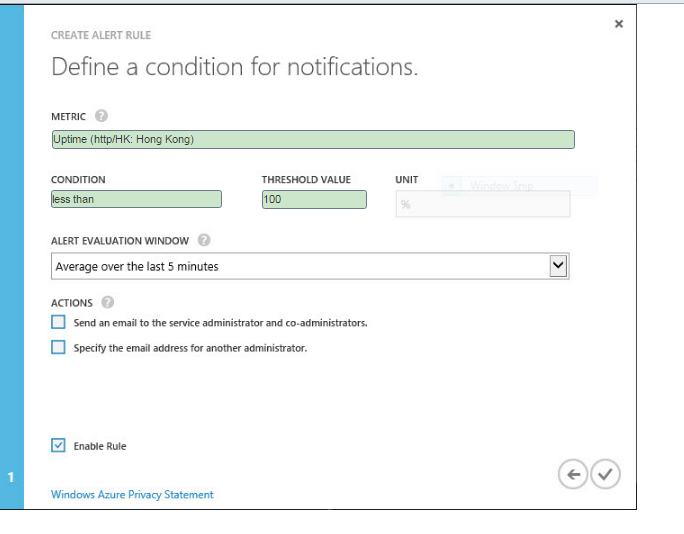 ×
CREATE ALERT RULE
Define a condition for notifications.
METRIC ?
Uptime (http/HK: Hong Kong)
CONDITION THRESHOLD VALUE UNIT
Window Snip
less than 100 %
ALERT EVALUATION WINDOW ?
Average over the last 5 minutes
ACTIONS ?
Send an email to the service administrator and co-administrators.
Specify the email address for another administrator.
Enable Rule
1
Windows Azure Privacy Statement